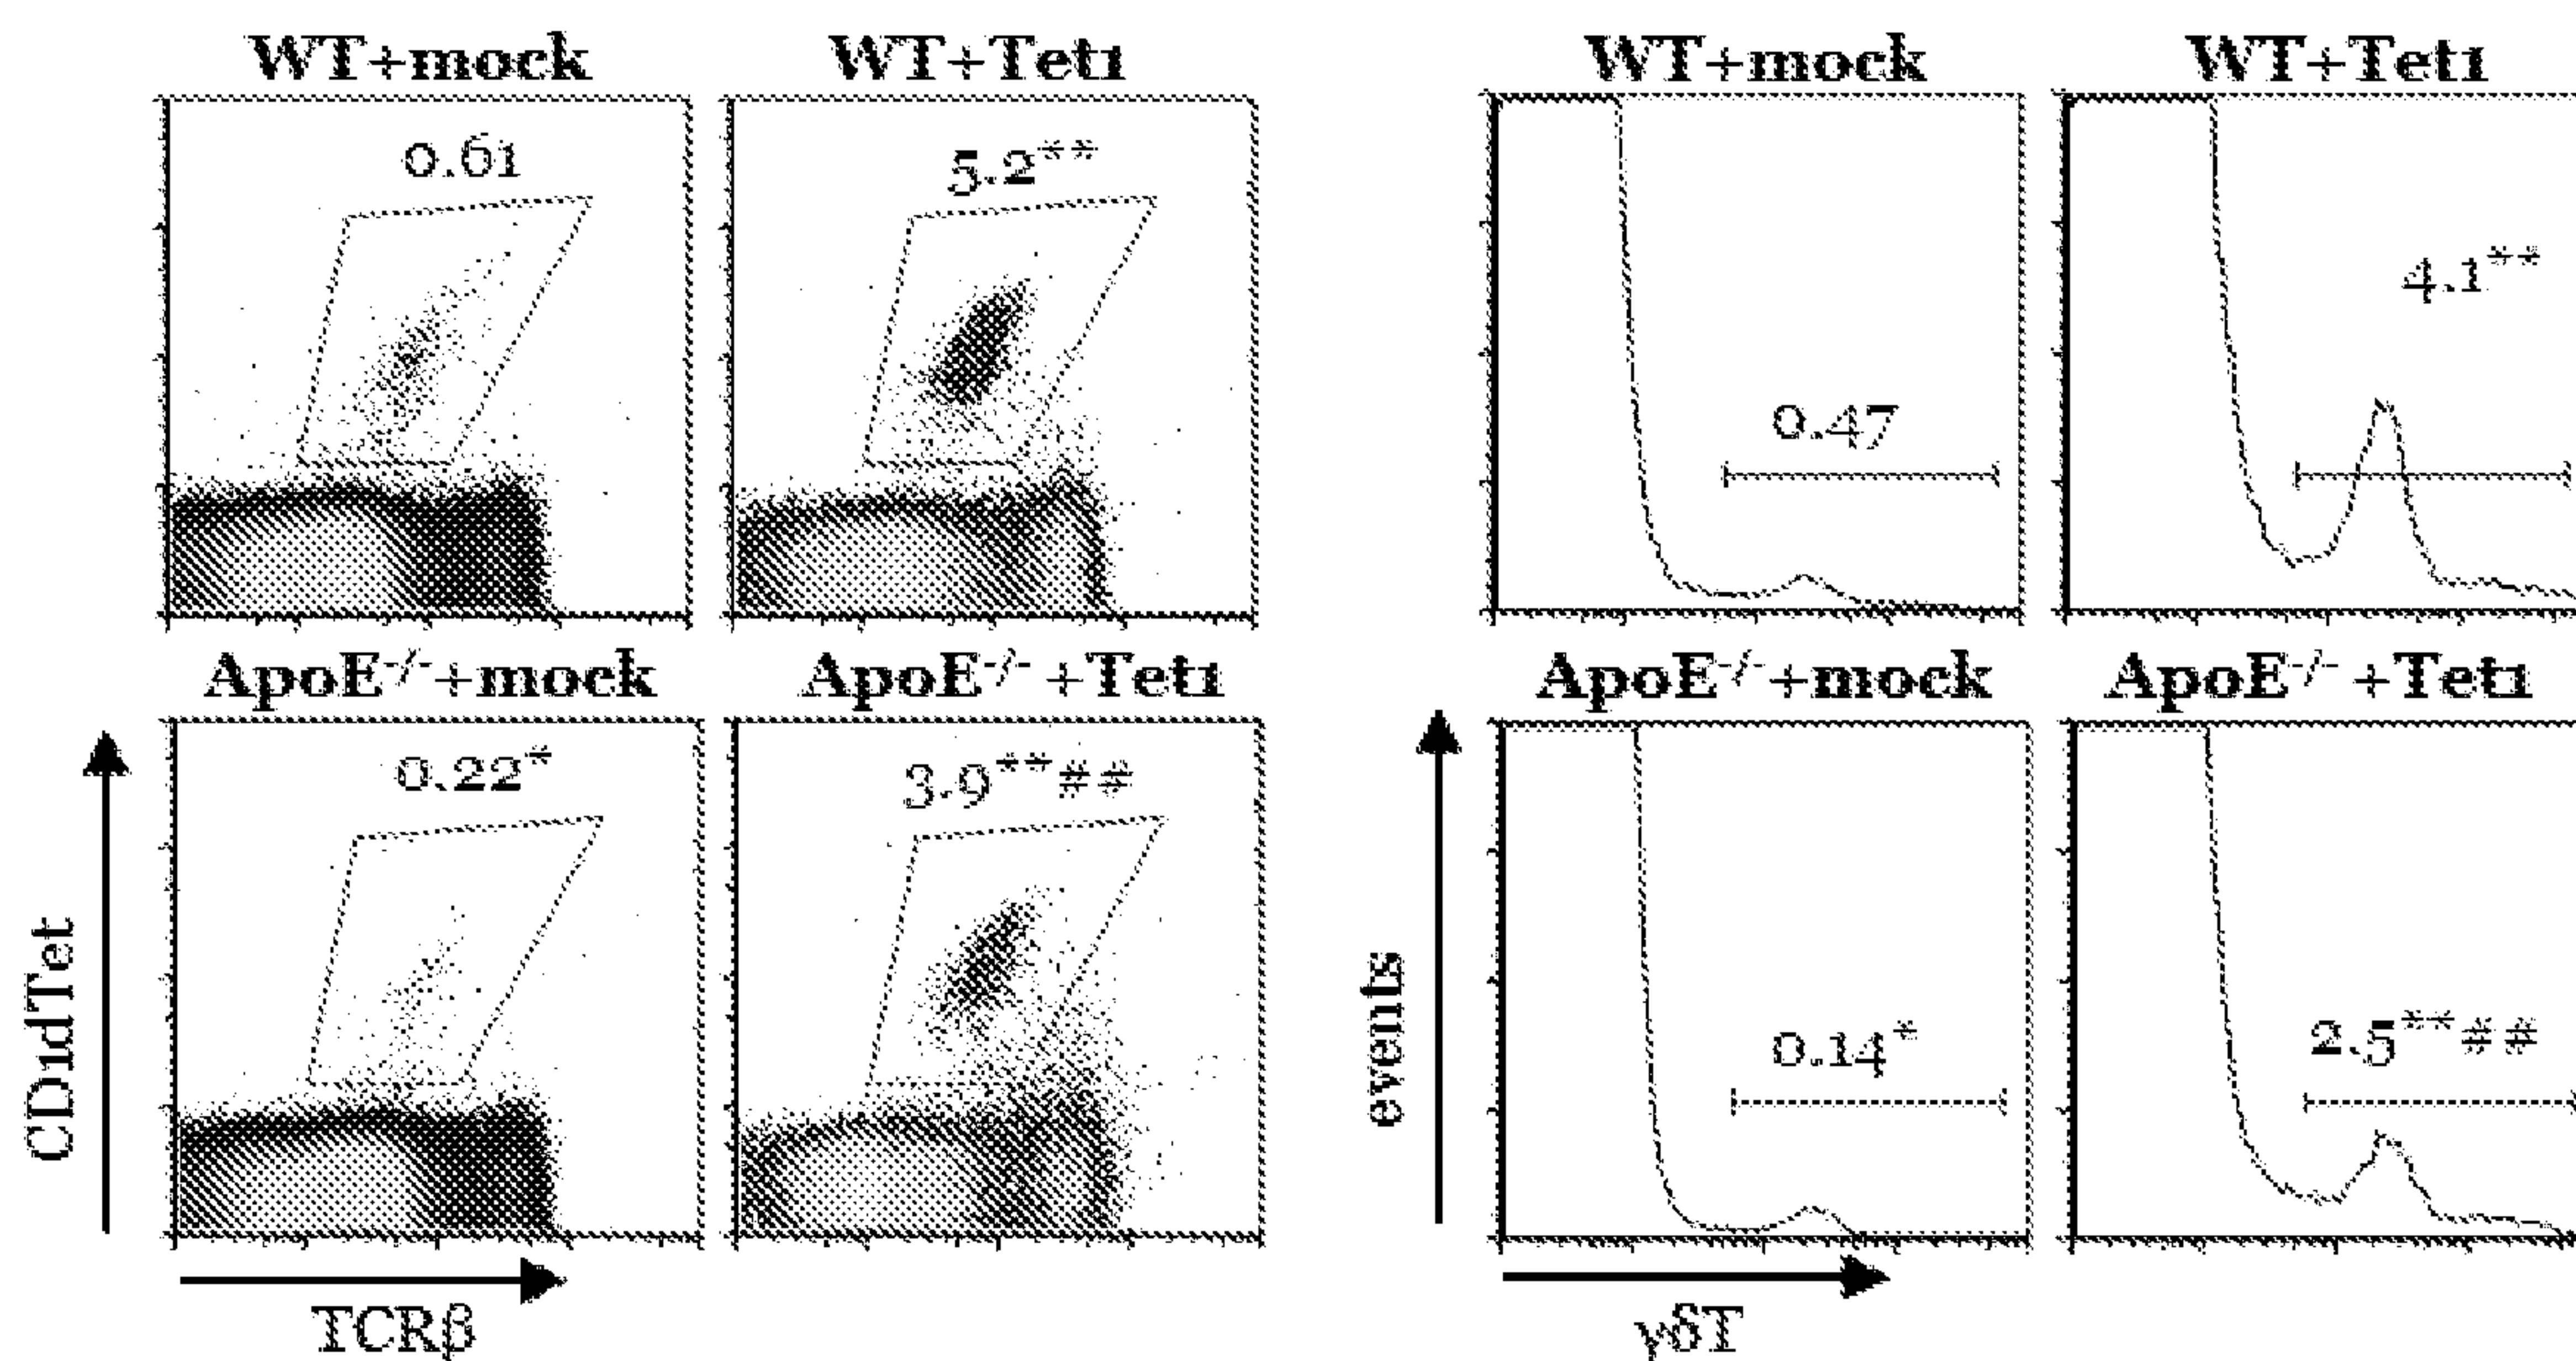 WT+mock WT+Tet1 WT+mock WT+Tet1
0.61 5.2** 0.47 4.1**
ApoE-/-+mock ApoE-/-+Tet1 ApoE-/-+mock ApoE-/-+Tet1
0.22* 3.9**## 0.14* 2.5**##
CD1dTet
events
TCRβ γδT